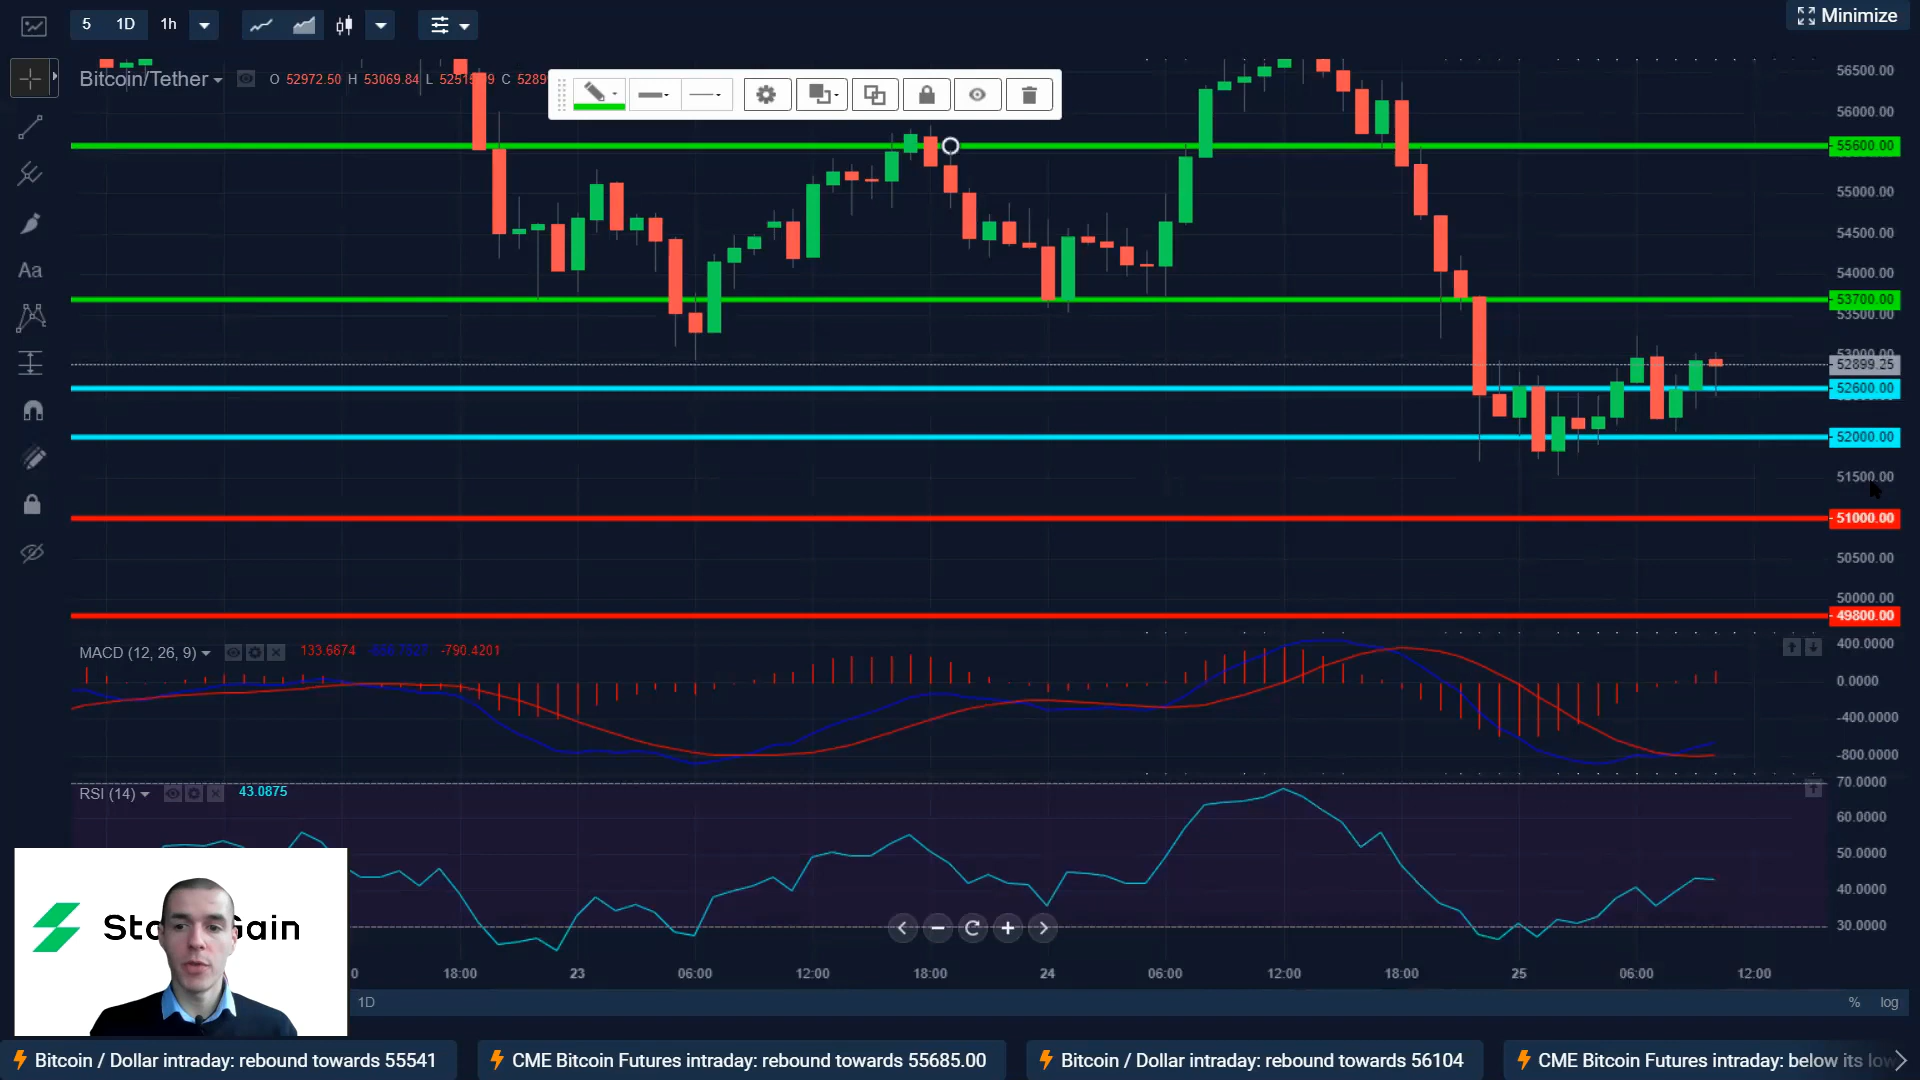 5 1D 1h
Minimize
Bitcoin/Tether O 52972.50 H 53069.84 L C
56500.00
56000.00
55600.00
55000.00
54500.00
54000.00
53700.00
53500.00
53000.00
52899.25
52600.00
52000.00
51500.00
51000.00
50500.00
50000.00
49800.00
MACD (12, 26, 9) 133.6674 -790.4201
400.0000
0.0000
-400.0000
-800.0000
RSI (14) 43.0875
70.0000
60.0000
50.0000
40.0000
30.0000
Aa
18:00 23 06:00 12:00 18:00 24 06:00 12:00 18:00 25 06:00 12:00
1D % log
Bitcoin / Dollar intraday: rebound towards 55541
CME Bitcoin Futures intraday: rebound towards 55685.00
Bitcoin / Dollar intraday: rebound towards 56104
CME Bitcoin Futures intraday: below its